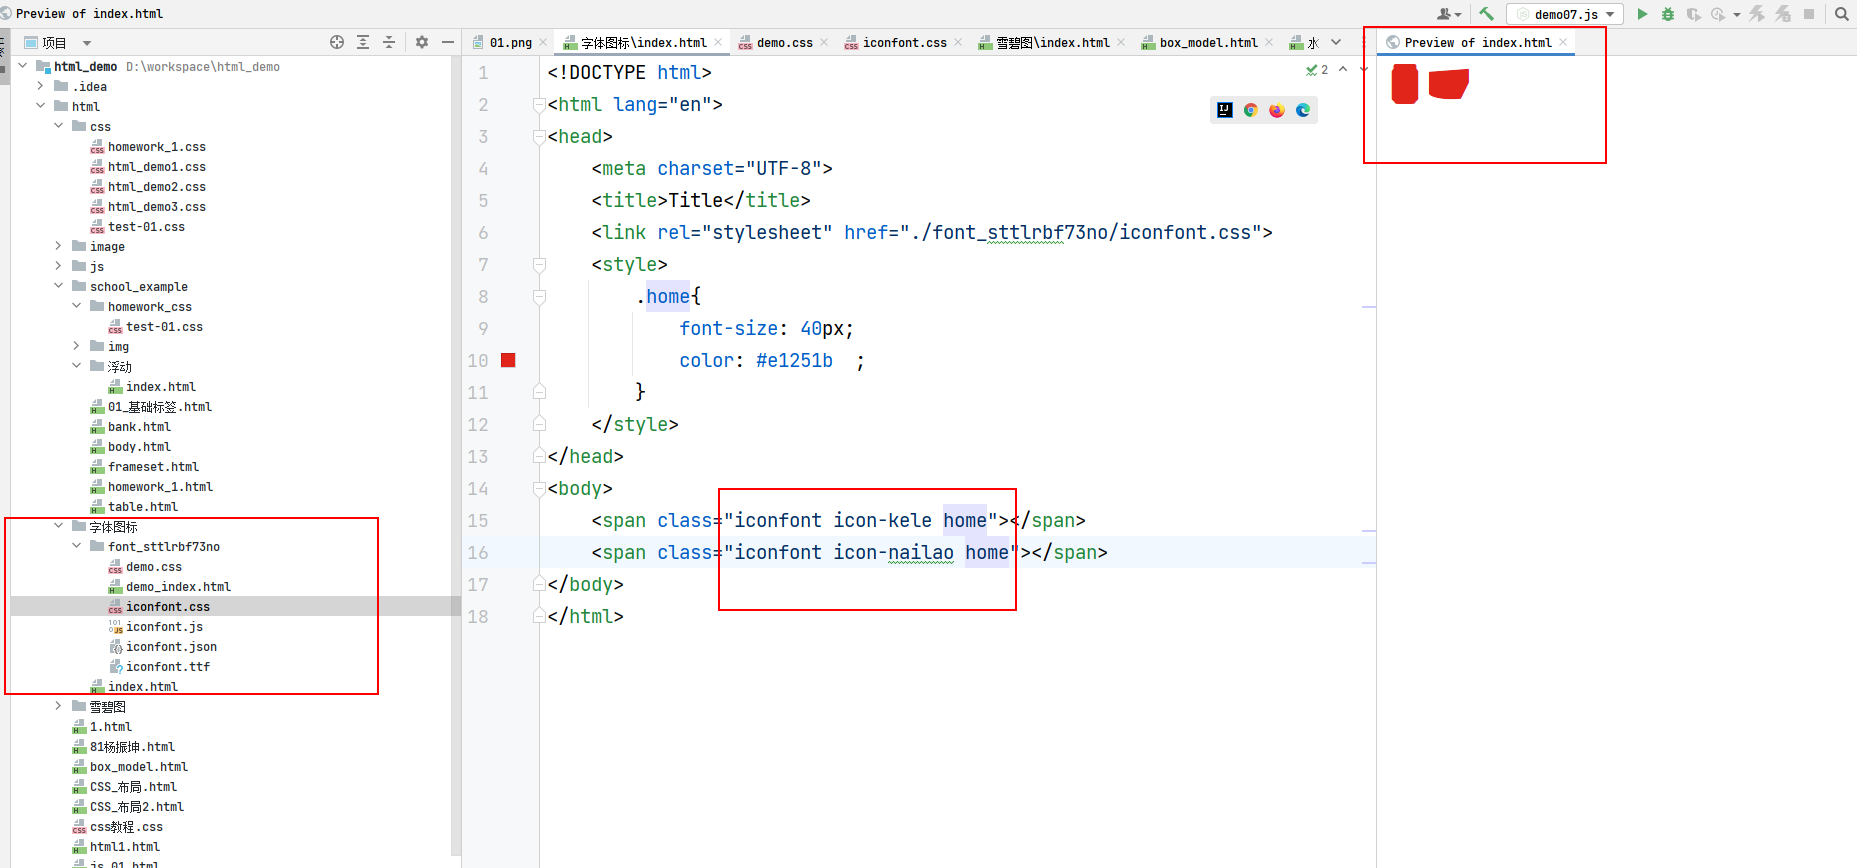 Preview of index.html
demo07.js
项目
01.png
字体图标\index.html
demo.css
iconfont.css
雪碧图\index.html
box_model.html
水
Preview of index.html
html_demo D:\workspace\html_demo
.idea
html
css
homework_1.css
html_demo1.css
html_demo2.css
html_demo3.css
test-01.css
image
js
school_example
homework_css
test-01.css
img
浮动
index.html
01_基础标签.html
bank.html
body.html
frameset.html
homework_1.html
table.html
字体图标
font_sttlrbf73no
demo.css
demo_index.html
iconfont.css
iconfont.js
iconfont.json
iconfont.ttf
index.html
雪碧图
1.html
81杨振坤.html
box_model.html
CSS_布局.html
CSS_布局2.html
css教程.css
html1.html
js_01.html
2
1 <!DOCTYPE html>
2 <html lang="en">
3 <head>
4 <meta charset="UTF-8">
5 <title>Title</title>
6 <link rel="stylesheet" href="./font_sttlrbf73no/iconfont.css">
7 <style>
8 .home{
9 font-size: 40px;
10 color: #e1251b ;
11 }
12 </style>
13 </head>
14 <body>
15 <span class="iconfont icon-kele home"></span>
16 <span class="iconfont icon-nailao home"></span>
17 </body>
18 </html>